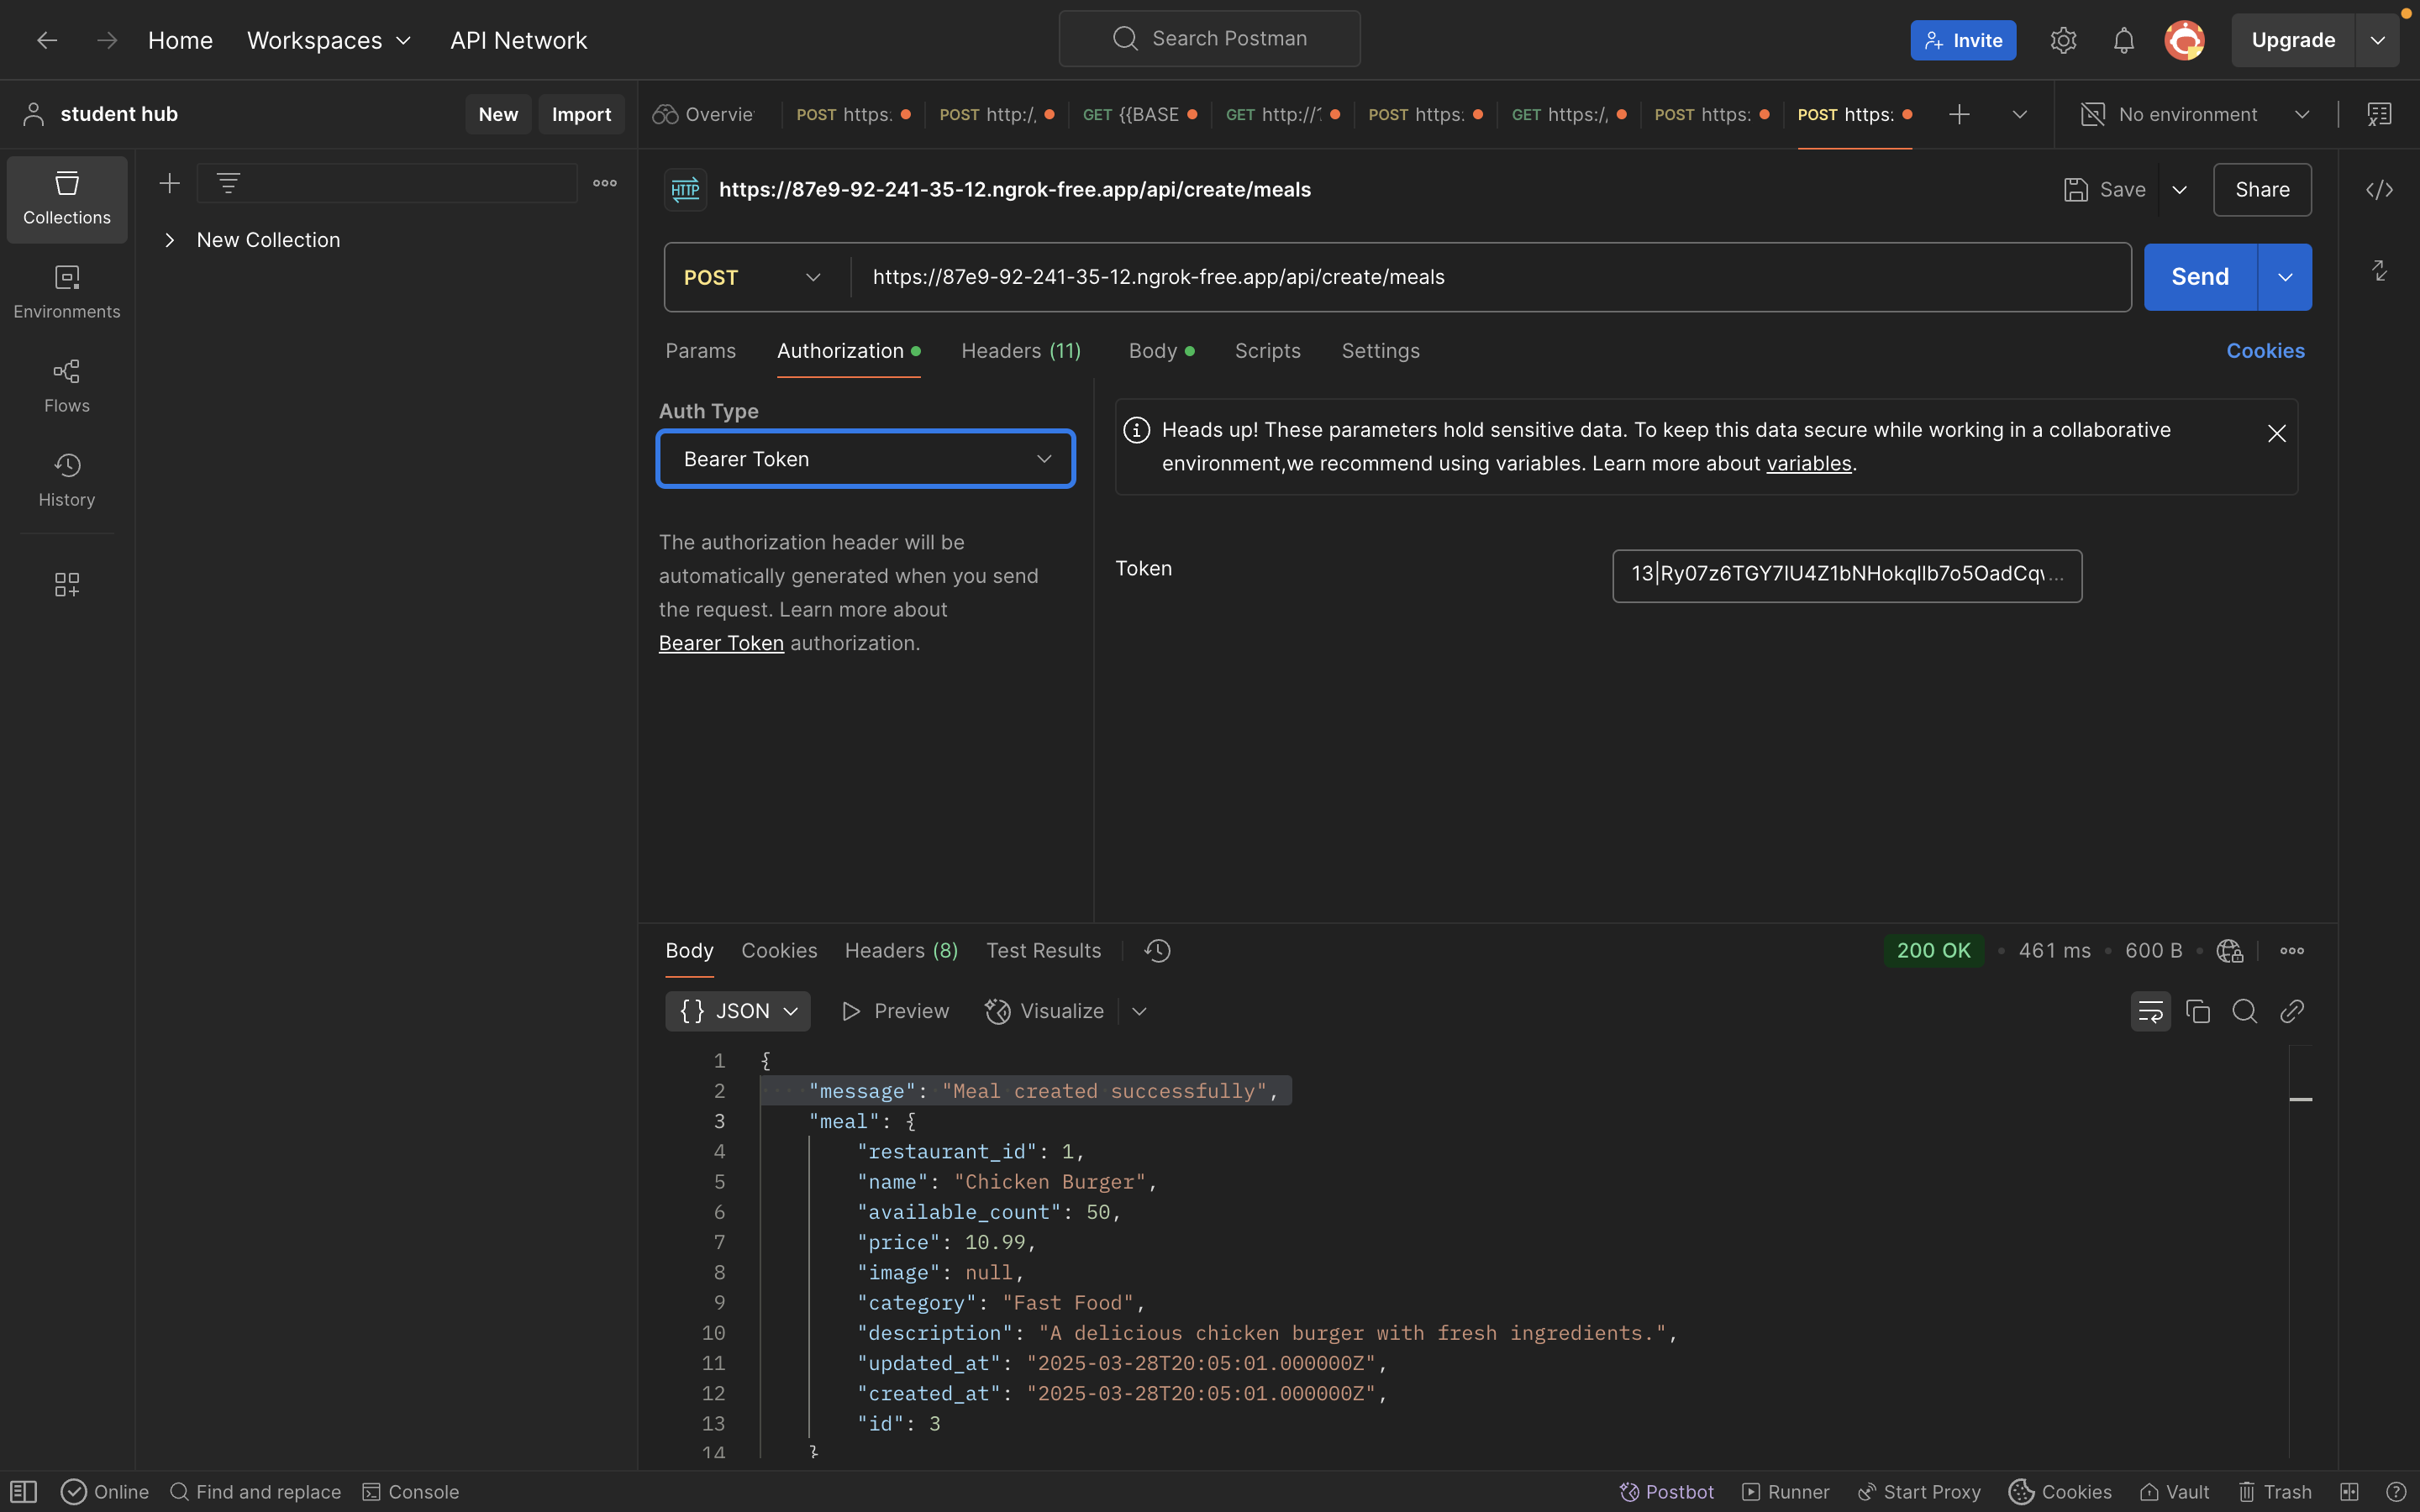 Home Workspaces API Network Search Postman Invite Upgrade
student hub New Import
Overvie POST https: POST http:/, GET {{BASE GET http://1 POST https: GET https:/, POST https: POST https: No environment
Collections
Environments
Flows
History
New Collection
HTTP https://87e9-92-241-35-12.ngrok-free.app/api/create/meals Save Share
POST https://87e9-92-241-35-12.ngrok-free.app/api/create/meals Send
Params Authorization Headers (11) Body Scripts Settings Cookies
Auth Type
Bearer Token
The authorization header will be
automatically generated when you send
the request. Learn more about
Bearer Token authorization.
Heads up! These parameters hold sensitive data. To keep this data secure while working in a collaborative
environment,we recommend using variables. Learn more about variables.
Token
Body Cookies Headers (8) Test Results 200 OK • 461 ms • 600 B
{} JSON Preview Visualize
1 {
2 "message": "Meal created successfully",
3 "meal": {
4 "restaurant_id": 1,
5 "name": "Chicken Burger",
6 "available_count": 50,
7 "price": 10.99,
8 "image": null,
9 "category": "Fast Food",
10 "description": "A delicious chicken burger with fresh ingredients.",
11 "updated_at": "2025-03-28T20:05:01.000000Z",
12 "created_at": "2025-03-28T20:05:01.000000Z",
13 "id": 3
14 }
Online Find and replace Console Postbot Runner Start Proxy Cookies Vault Trash